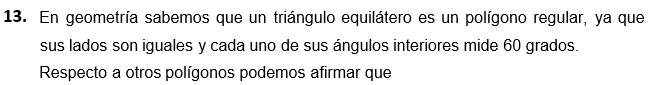 13. En geometría sabemos que un triángulo equilátero es un polígono regular, ya que
sus lados son iguales y cada uno de sus ángulos interiores mide 60 grados.
Respecto a otros polígonos podemos afirmar que